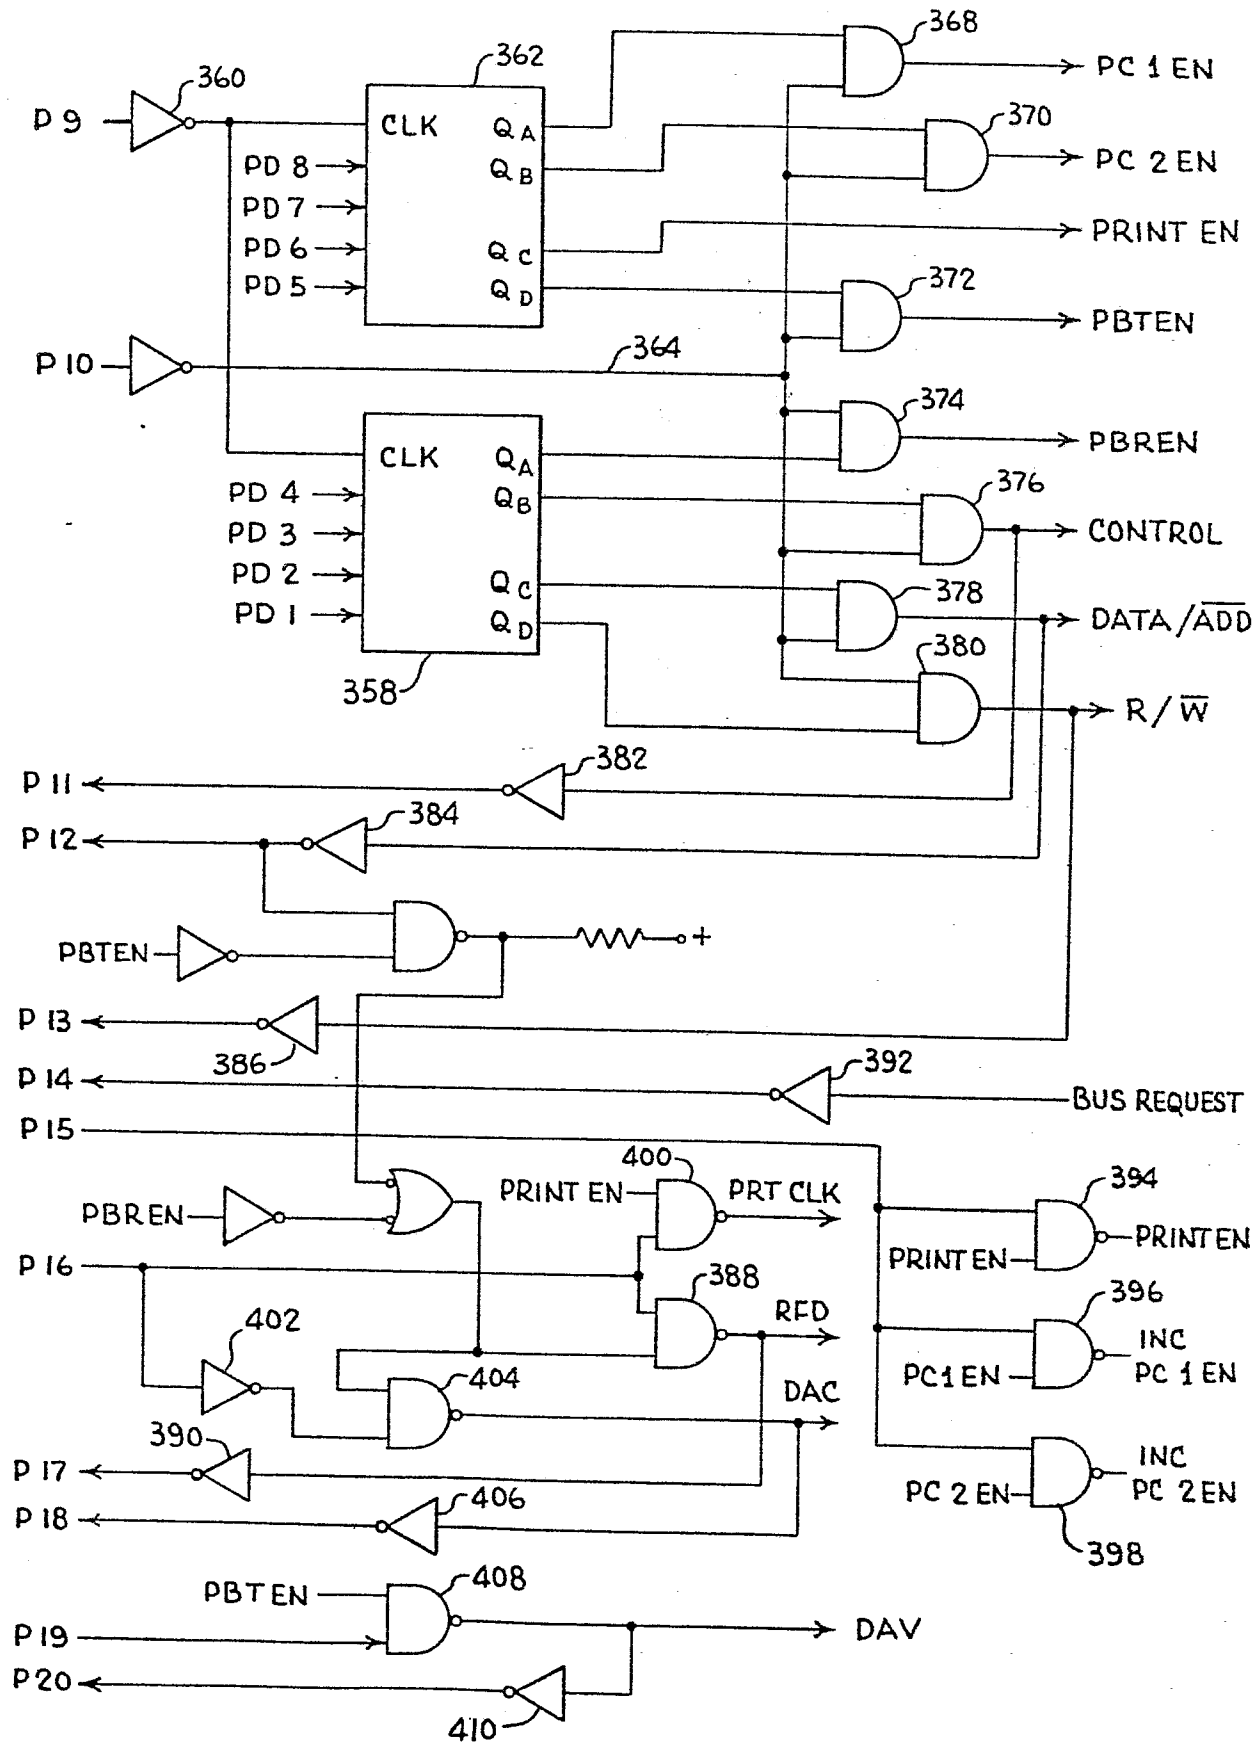 368
362
360
PC 1 EN
P 9
CLK
QA
370
PD 8
QB
PC 2 EN
PD 7
PRINT EN
PD 6
QC
372
PD 5
QD
PBTEN
P 10
364
374
CLK
QA
PBREN
PD 4
QB
376
PD 3
CONTROL
PD 2
QC
378
PD 1
QD
DATA/A̅D̅D̅
380
358
R/W̅
382
P 11
384
P 12
PBTEN
+
P 13
386
392
P 14
BUS REQUEST
P 15
400
394
PRINT EN
PRT CLK
PBREN
PRINTEN
PRINTEN
P 16
388
396
402
RFD
INC
PC1EN
PC 1 EN
404
DAC
390
P 17
INC
PC 2 EN
PC 2 EN
406
P 18
398
408
PBTEN
P 19
DAV
P 20
410